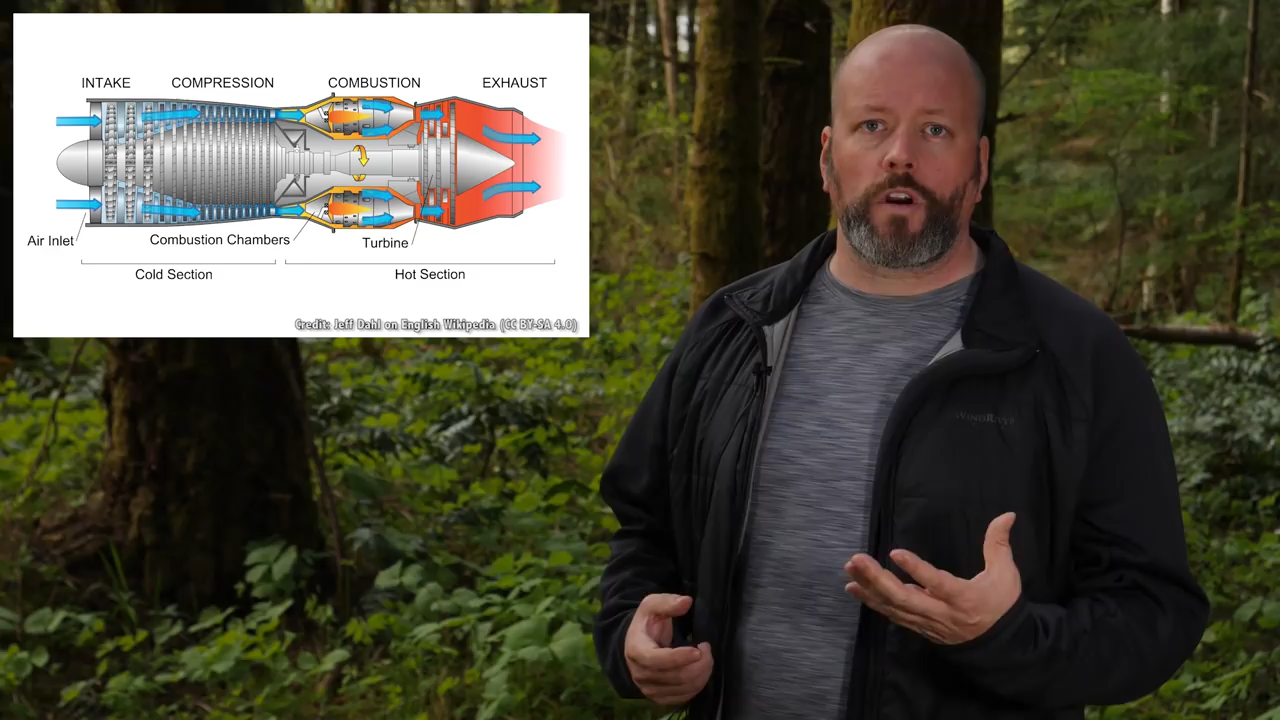 INTAKE COMPRESSION COMBUSTION EXHAUST
Air Inlet
Combustion Chambers
Turbine
Cold Section
Hot Section
Credit: Jeff Dahl on English Wikipedia (CC BY-SA 4.0)
WINDRIVER